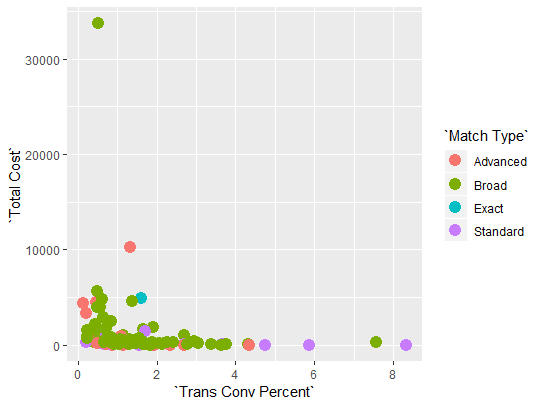 30000
20000
10000
0
`Total Cost`
0
2
4
6
8
`Trans Conv Percent`
`Match Type`
Advanced
Broad
Exact
Standard